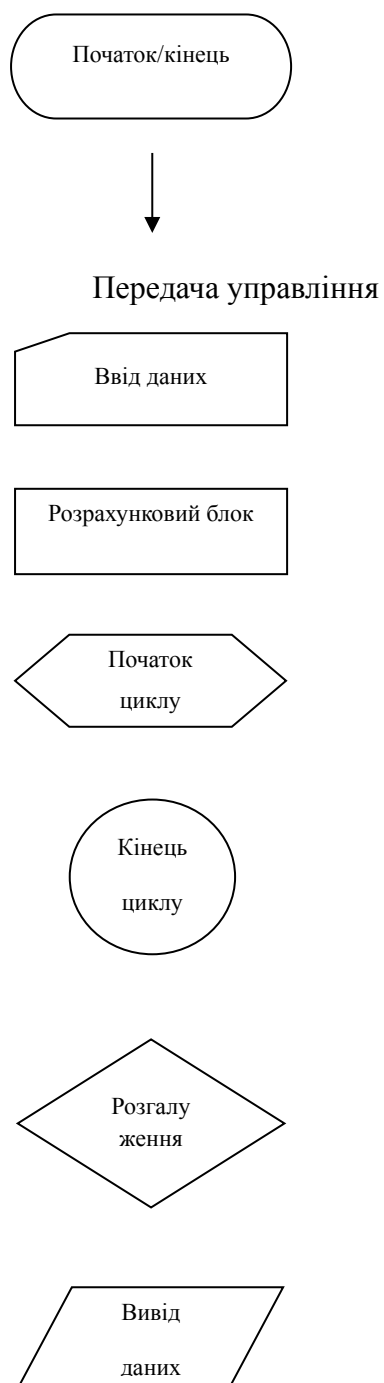 Початок/кінець
Передача управління
Ввід даних
Розрахунковий блок
Початок
циклу
Кінець
циклу
Розгалу
ження
Вивід
даних